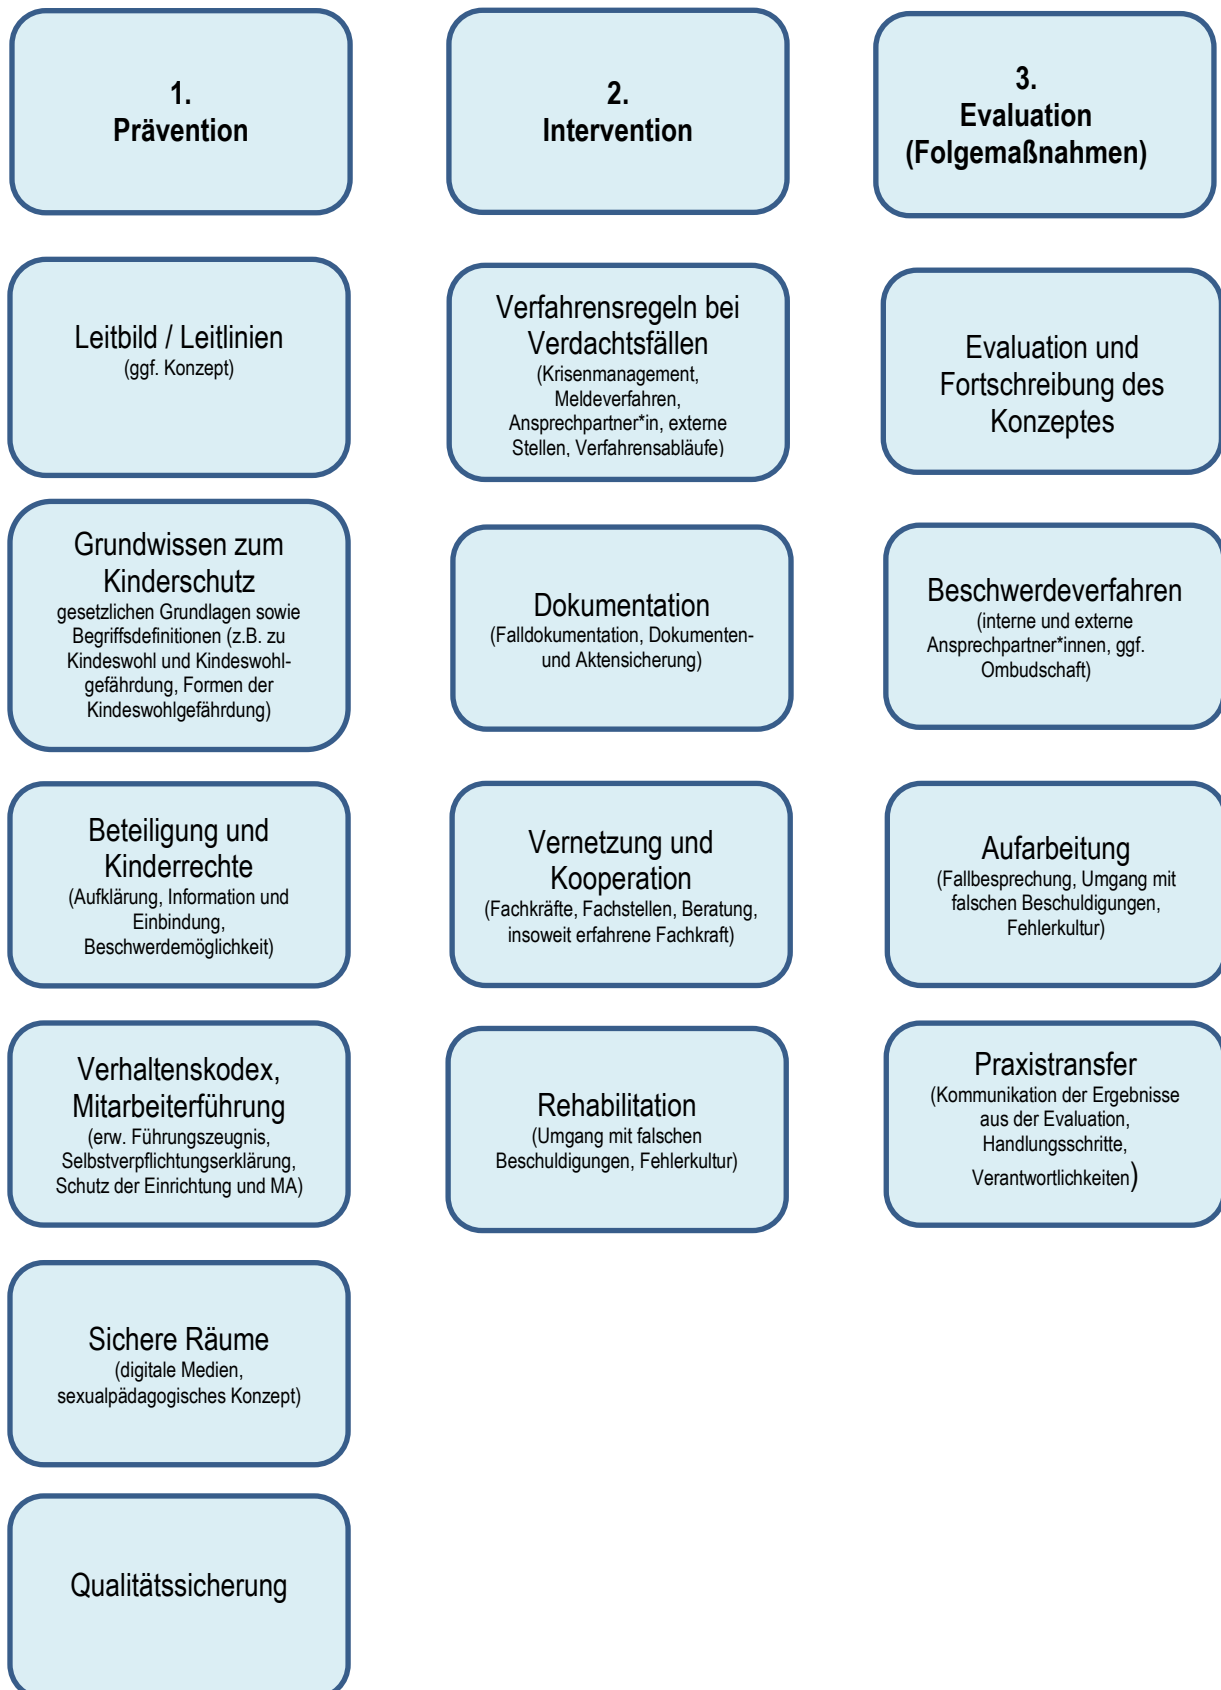 1.
Prävention
Leitbild / Leitlinien
(ggf. Konzept)
Grundwissen zum
Kinderschutz
gesetzlichen Grundlagen sowie
Begriffsdefinitionen (z.B. zu
Kindeswohl und Kindeswohl-
gefährdung, Formen der
Kindeswohlgefährdung)
Beteiligung und
Kinderrechte
(Aufklärung, Information und
Einbindung,
Beschwerdemöglichkeit)
Verhaltenskodex,
Mitarbeiterführung
(erw. Führungszeugnis,
Selbstverpflichtungserklärung,
Schutz der Einrichtung und MA)
Sichere Räume
(digitale Medien,
sexualpädagogisches Konzept)
Qualitätssicherung
2.
Intervention
Verfahrensregeln bei
Verdachtsfällen
(Krisenmanagement,
Meldeverfahren,
Ansprechpartner*in, externe
Stellen, Verfahrensabläufe)
Dokumentation
(Falldokumentation, Dokumenten-
und Aktensicherung)
Vernetzung und
Kooperation
(Fachkräfte, Fachstellen, Beratung,
insoweit erfahrene Fachkraft)
Rehabilitation
(Umgang mit falschen
Beschuldigungen, Fehlerkultur)
3.
Evaluation
(Folgemaßnahmen)
Evaluation und
Fortschreibung des
Konzeptes
Beschwerdeverfahren
(interne und externe
Ansprechpartner*innen, ggf.
Ombudschaft)
Aufarbeitung
(Fallbesprechung, Umgang mit
falschen Beschuldigungen,
Fehlerkultur)
Praxistransfer
(Kommunikation der Ergebnisse
aus der Evaluation,
Handlungsschritte,
Verantwortlichkeiten)